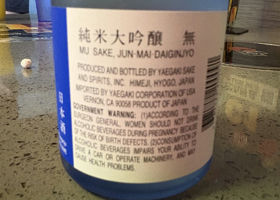 純米大吟醸 無
MU SAKE, JUN-MAI DAIGINJYO
PRODUCED AND BOTTLED BY YAEGAKI SAKE
AND SPIRITS, INC. HIMEJI, HYOGO, JAPAN
IMPORTED BY YAEGAKI CORPORATION OF USA
VERNON, CA 90058 PRODUCT OF JAPAN
GOVERNMENT WARNING: (1)ACCORDING TO THE
SURGEON GENERAL, WOMEN SHOULD NOT DRINK
ALCOHOLIC BEVERAGES DURING PREGNANCY BECAUSE
OF THE RISK OF BIRTH DEFECTS. (2)CONSUMPTION OF
ALCOHOLIC BEVERAGES IMPAIRS YOUR ABILITY TO
DRIVE A CAR OR OPERATE MACHINERY, AND MAY
CAUSE HEALTH PROBLEMS.
日本酒